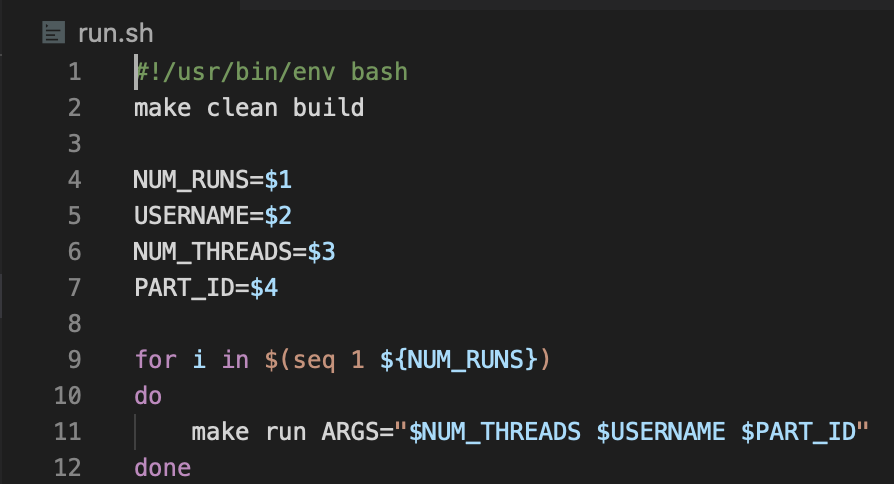 run.sh
1 #!/usr/bin/env bash
2 make clean build
3
4 NUM_RUNS=$1
5 USERNAME=$2
6 NUM_THREADS=$3
7 PART_ID=$4
8
9 for i in $(seq 1 ${NUM_RUNS})
10 do
11     make run ARGS="$NUM_THREADS $USERNAME $PART_ID"
12 done